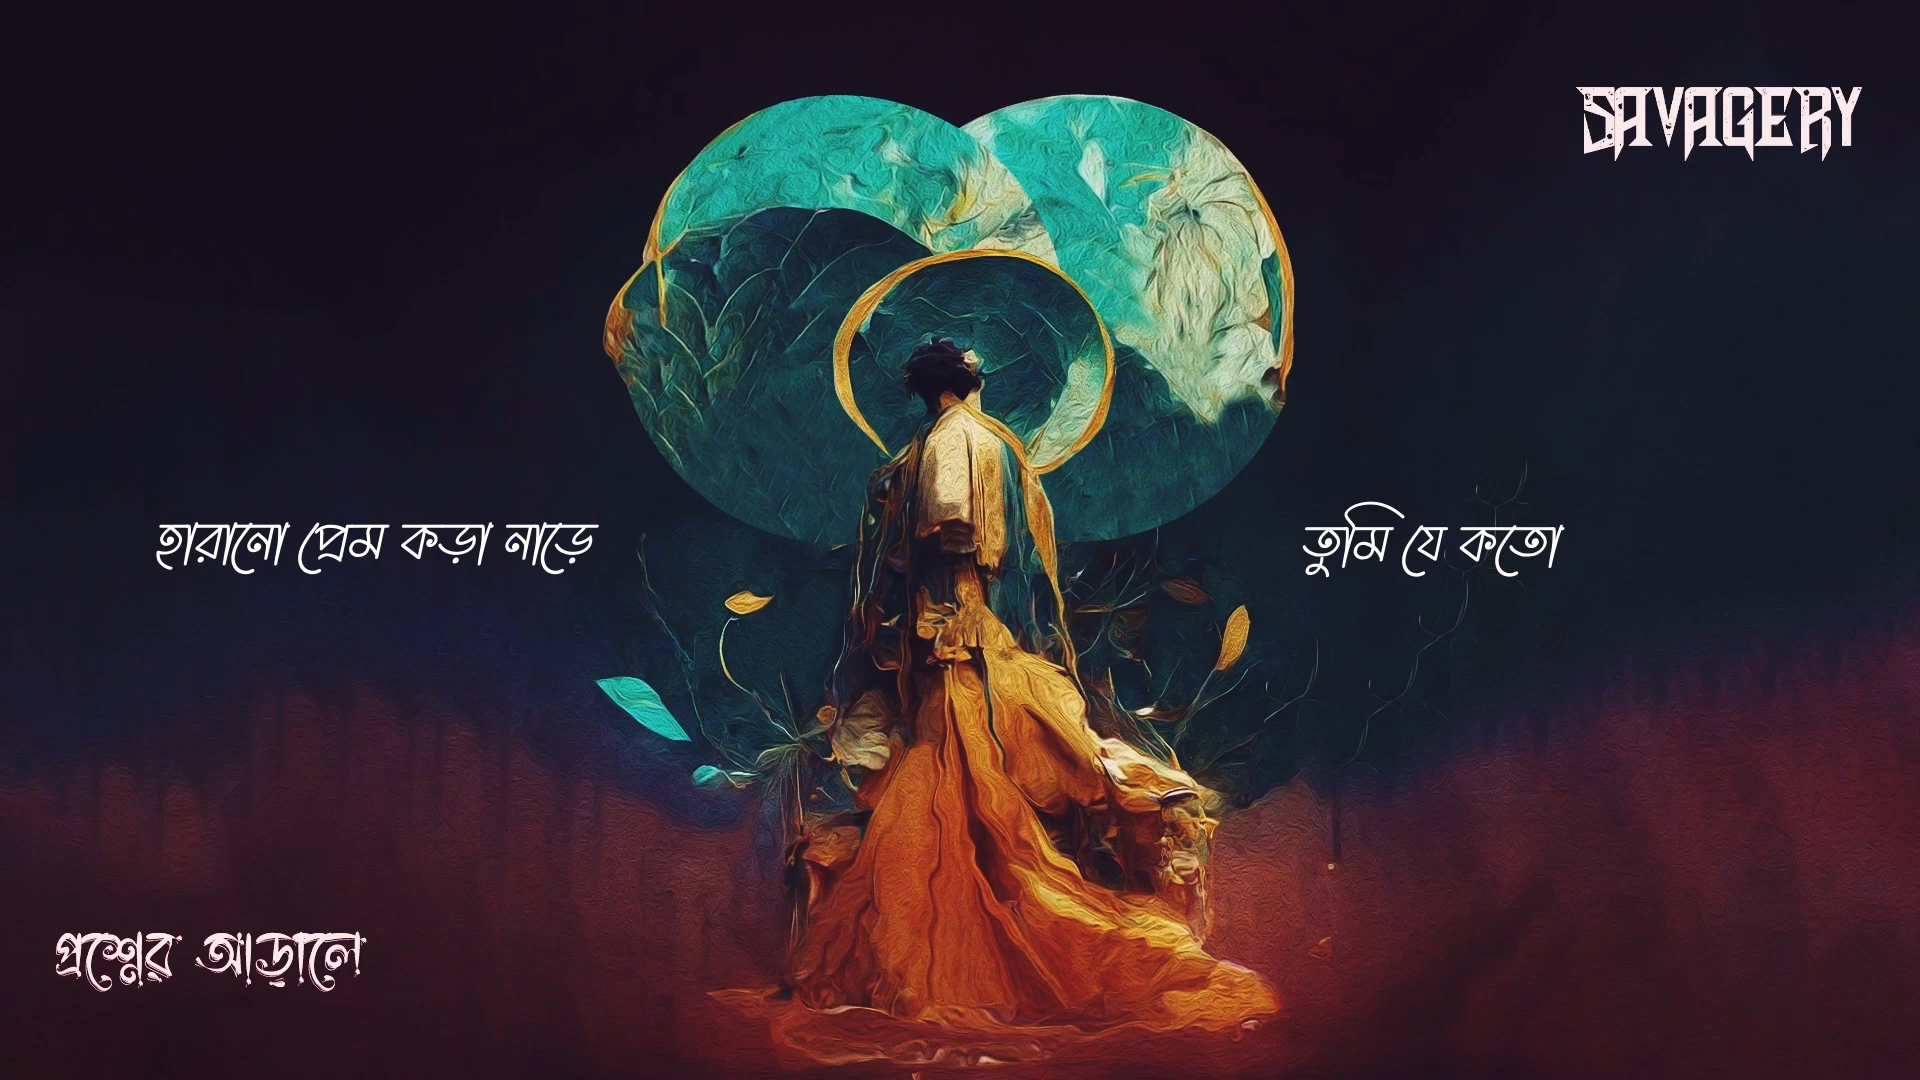 SAVAGERY
হারানো প্রেম কড়া নাড়ে
তুমি যে কতো
প্রশ্নের আড়ালে